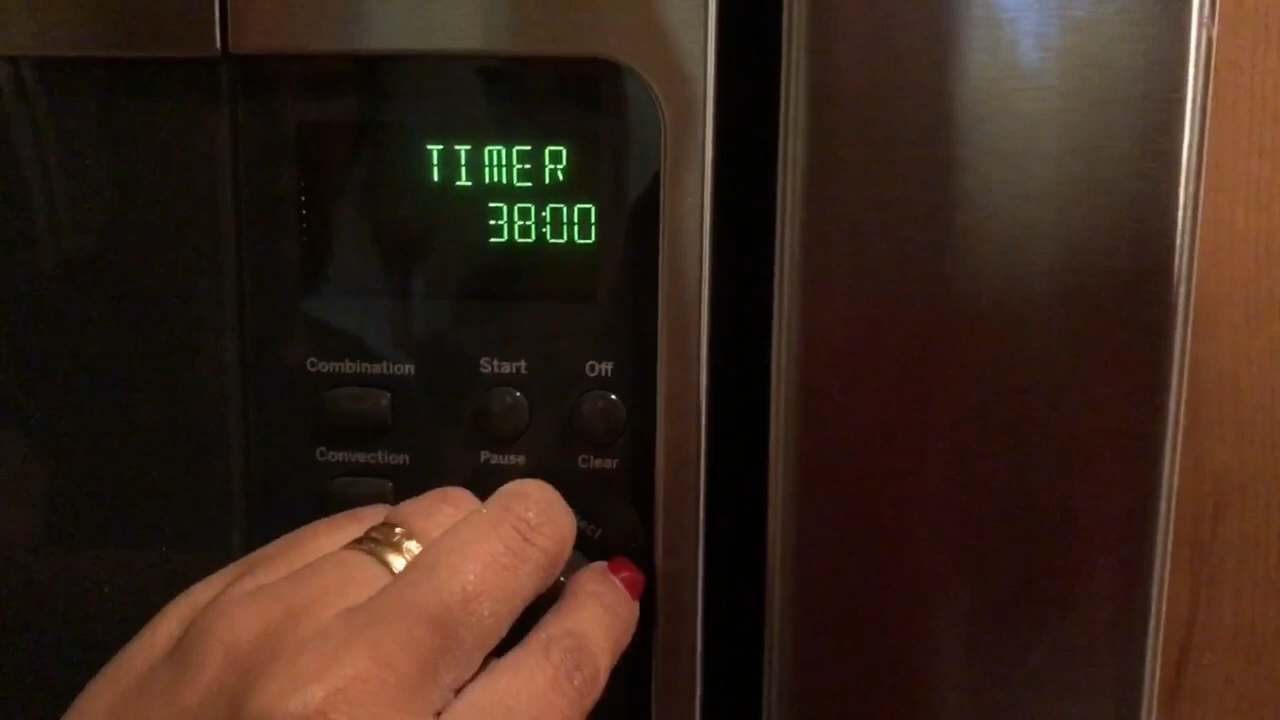 TIMER
38:00
Combination
Start
Off
Convection
Pause
Clear